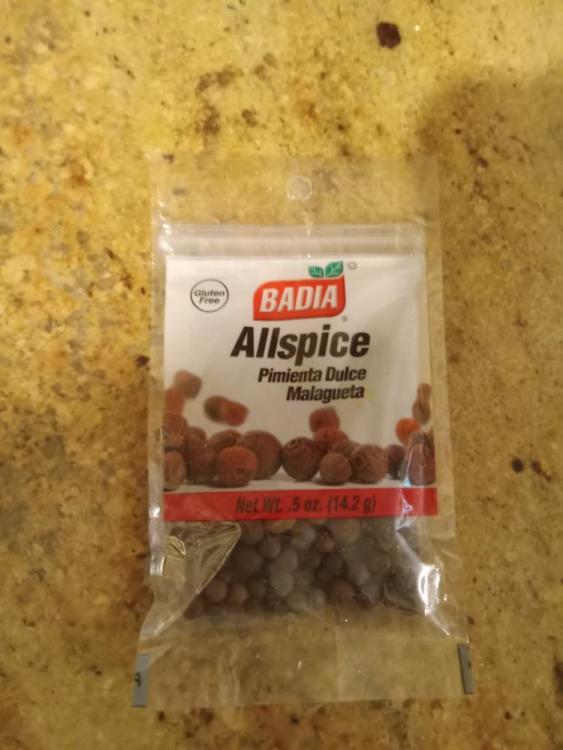 Gluten
Free
BADIA
Allspice
Pimienta Dulce
Malagueta
Net Wt. .5 oz. (14.2 g)